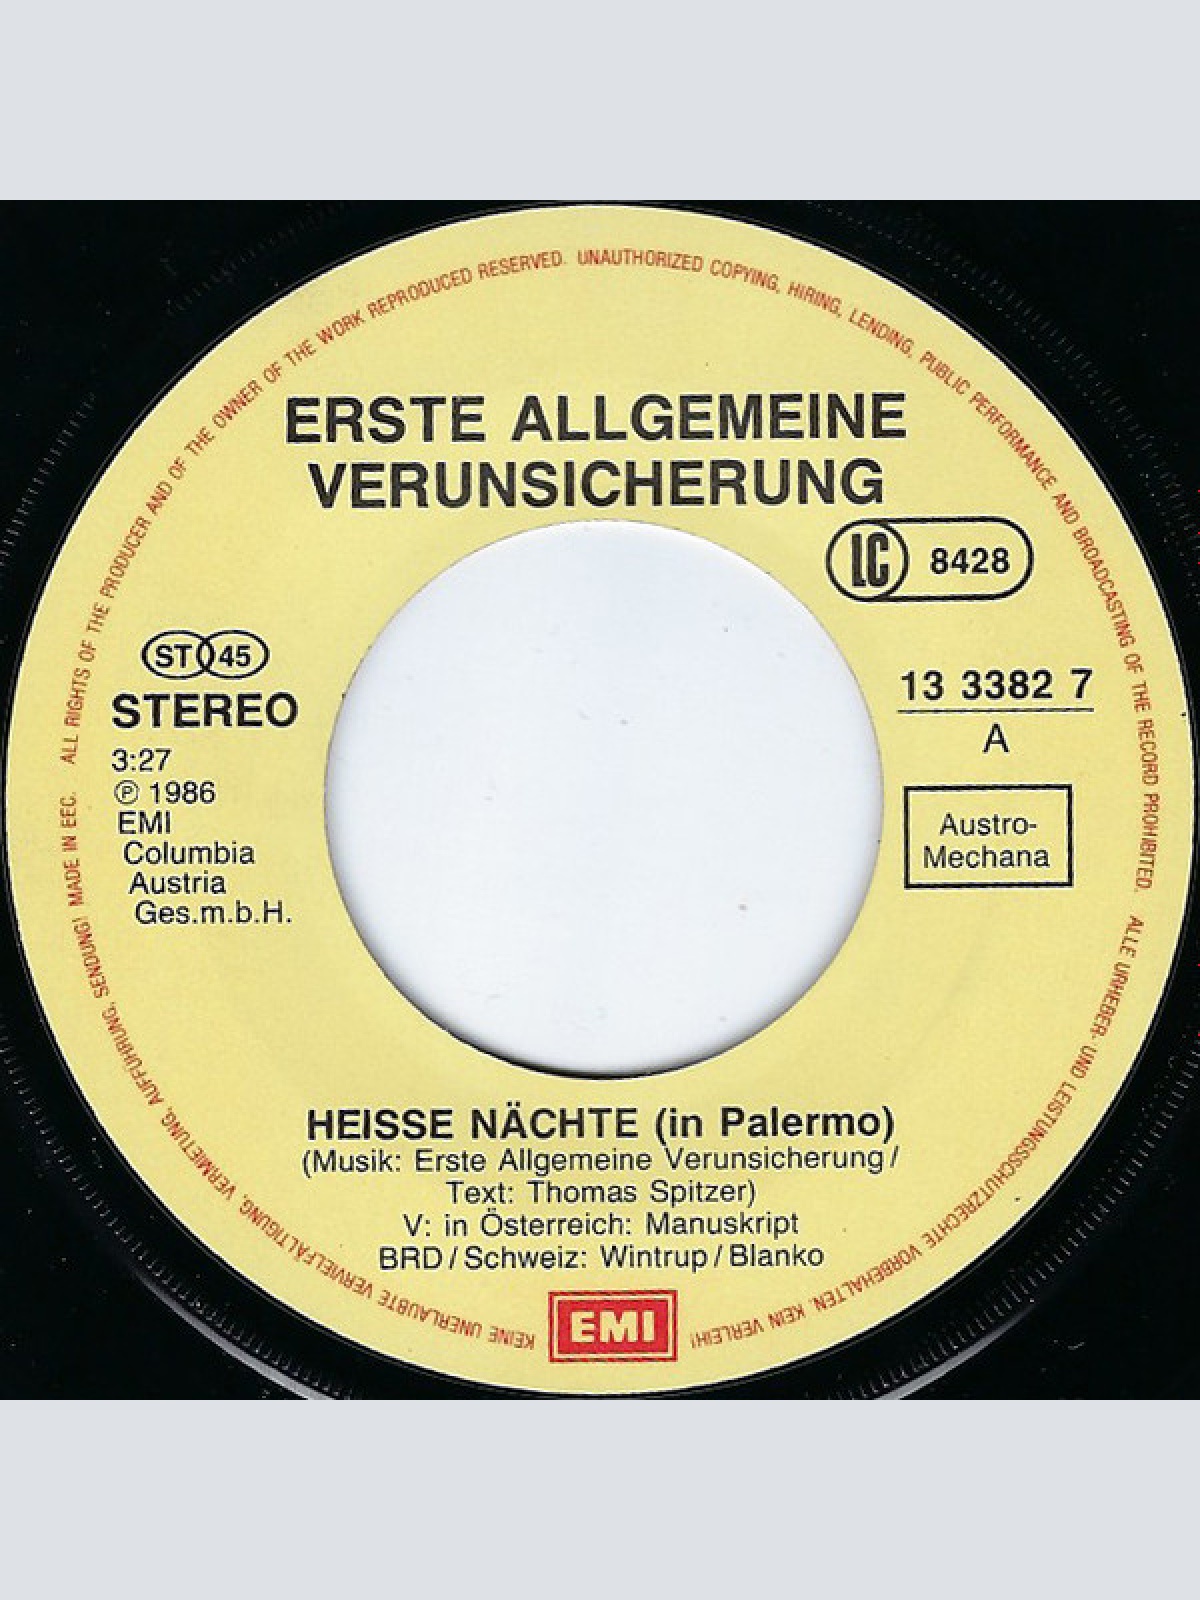 ALL RIGHTS OF THE PRODUCER AND OF THE OWNER OF THE WORK REPRODUCED RESERVED. UNAUTHORIZED COPYING, HIRING, LENDING, PUBLIC PERFORMANCE AND BROADCASTING OF THE RECORD PROHIBITED.
ERSTE ALLGEMEINE
VERUNSICHERUNG
LC 8428
ST 45
STEREO
3:27
℗ 1986
EMI
Columbia
Austria
Ges.m.b.H.
13 3382 7
A
Austro-
Mechana
HEISSE NÄCHTE (in Palermo)
(Musik: Erste Allgemeine Verunsicherung /
Text: Thomas Spitzer)
V: in Österreich: Manuskript
BRD / Schweiz: Wintrup / Blanko
EMI
ALLE URHEBER- UND LEISTUNGSSCHUTZRECHTE VORBEHALTEN. KEIN VERLEIH!
KEINE UNERLAUBTE VERVIELFÄLTIGUNG, VERMIETUNG, AUFFÜHRUNG, SENDUNG! MADE IN EEC.